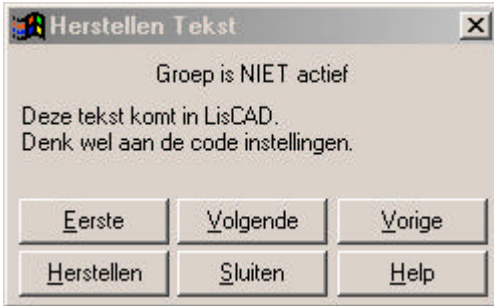 Herstellen Tekst
Groep is NIET actief
Deze tekst komt in LisCAD.
Denk wel aan de code instellingen.
Eerste Volgende Vorige
Herstellen Sluiten Help